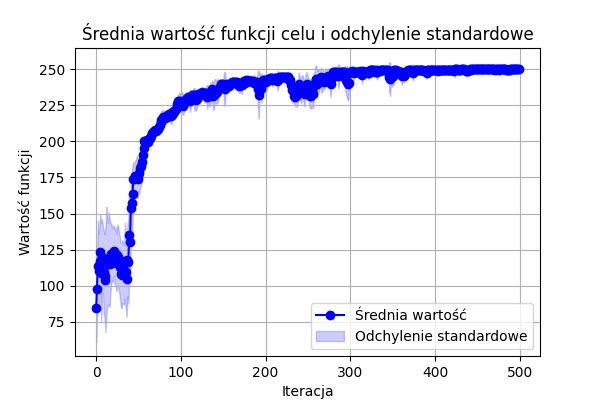 Średnia wartość funkcji celu i odchylenie standardowe
Wartość funkcji
250
225
200
175
150
125
100
75
0 100 200 300 400 500
Iteracja
Średnia wartość
Odchylenie standardowe